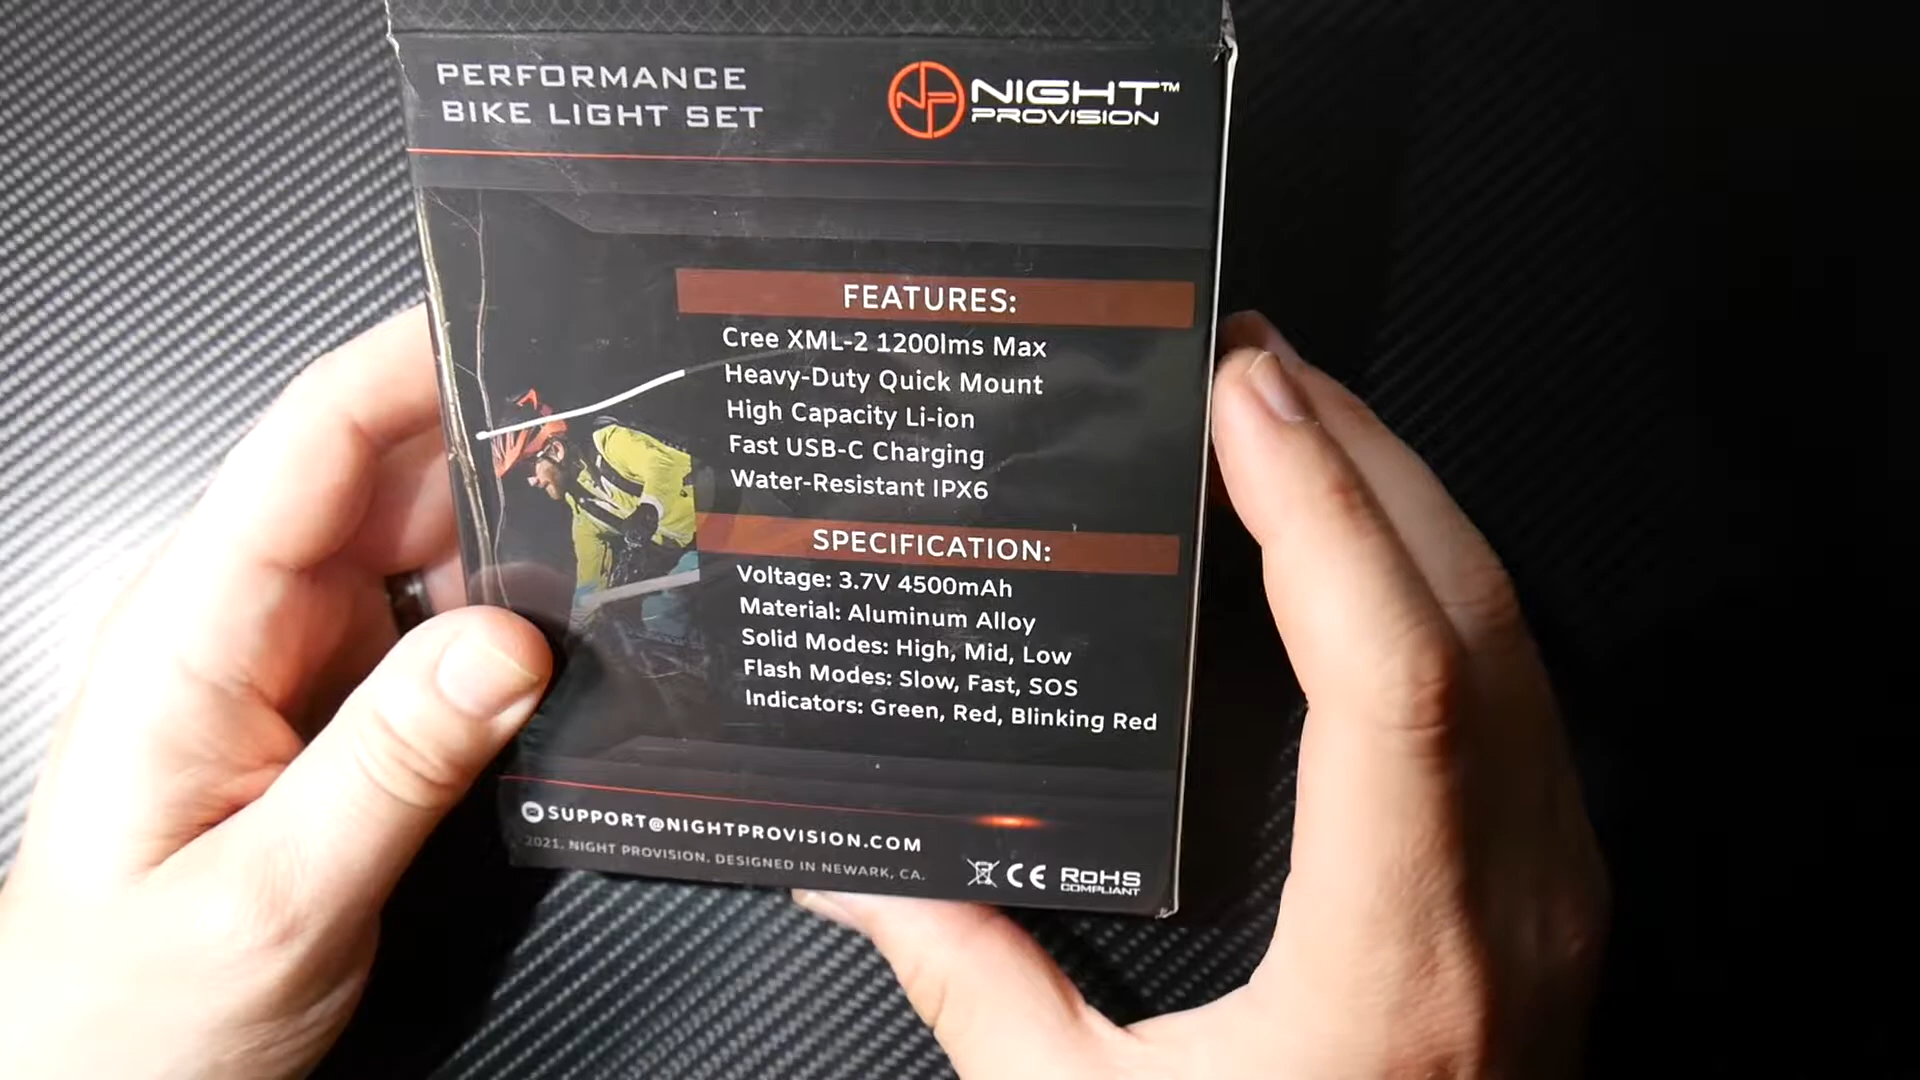 PERFORMANCE
BIKE LIGHT SET
NP
NIGHT™
PROVISION
FEATURES:
Cree XML-2 1200lms Max
Heavy-Duty Quick Mount
High Capacity Li-ion
Fast USB-C Charging
Water-Resistant IPX6
SPECIFICATION:
Voltage: 3.7V 4500mAh
Material: Aluminum Alloy
Solid Modes: High, Mid, Low
Flash Modes: Slow, Fast, SOS
Indicators: Green, Red, Blinking Red
SUPPORT@NIGHTPROVISION.COM
2021. NIGHT PROVISION. DESIGNED IN NEWARK, CA.
CE
RoHS
COMPLIANT